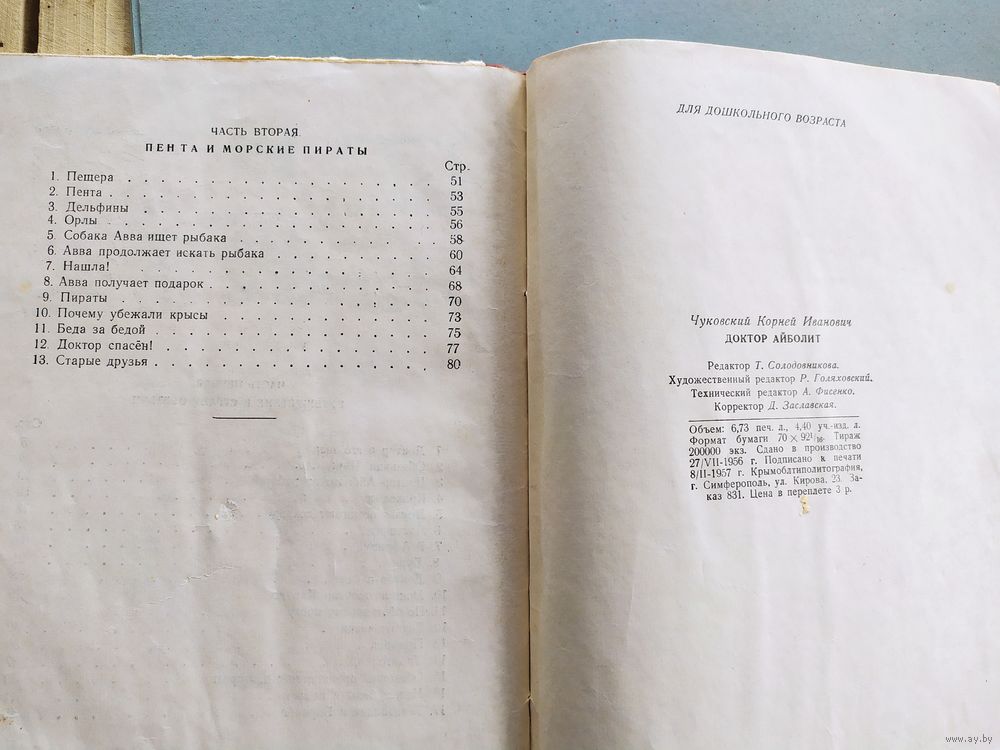 ЧАСТЬ ВТОРАЯ.
ПЕНТА И МОРСКИЕ ПИРАТЫ
Стр.
1. Пещера . . . . . . . . . . . . . 51
2. Пента . . . . . . . . . . . . . 53
3. Дельфины . . . . . . . . . . . . 55
4. Орлы . . . . . . . . . . . . . 56
5. Собака Авва ищет рыбака . . . . . . . . 58
6. Авва продолжает искать рыбака . . . . . . 60
7. Нашла! . . . . . . . . . . . . . 64
8. Авва получает подарок . . . . . . . . . 68
9. Пираты . . . . . . . . . . . . . 70
10. Почему убежали крысы . . . . . . . . . 73
11. Беда за бедой . . . . . . . . . . . 75
12. Доктор спасён! . . . . . . . . . . . 77
13. Старые друзья . . . . . . . . . . . 80
ДЛЯ ДОШКОЛЬНОГО ВОЗРАСТА
Чуковский Корней Иванович
ДОКТОР АЙБОЛИТ
Редактор Т. Солодовникова.
Художественный редактор Р. Голяховский.
Технический редактор А. Фисенко.
Корректор Д. Заславская.
Объем: 6,73 печ. л., 4,40 уч.-изд. л.
Формат бумаги 70×92¹/₁₆. Тираж
200000 экз. Сдано в производство
27/VII-1956 г. Подписано к печати
8/II-1957 г. Крымоблтиполитография,
г. Симферополь, ул. Кирова, 23. За-
каз 831. Цена в переплете 3 р.
www.ay.by